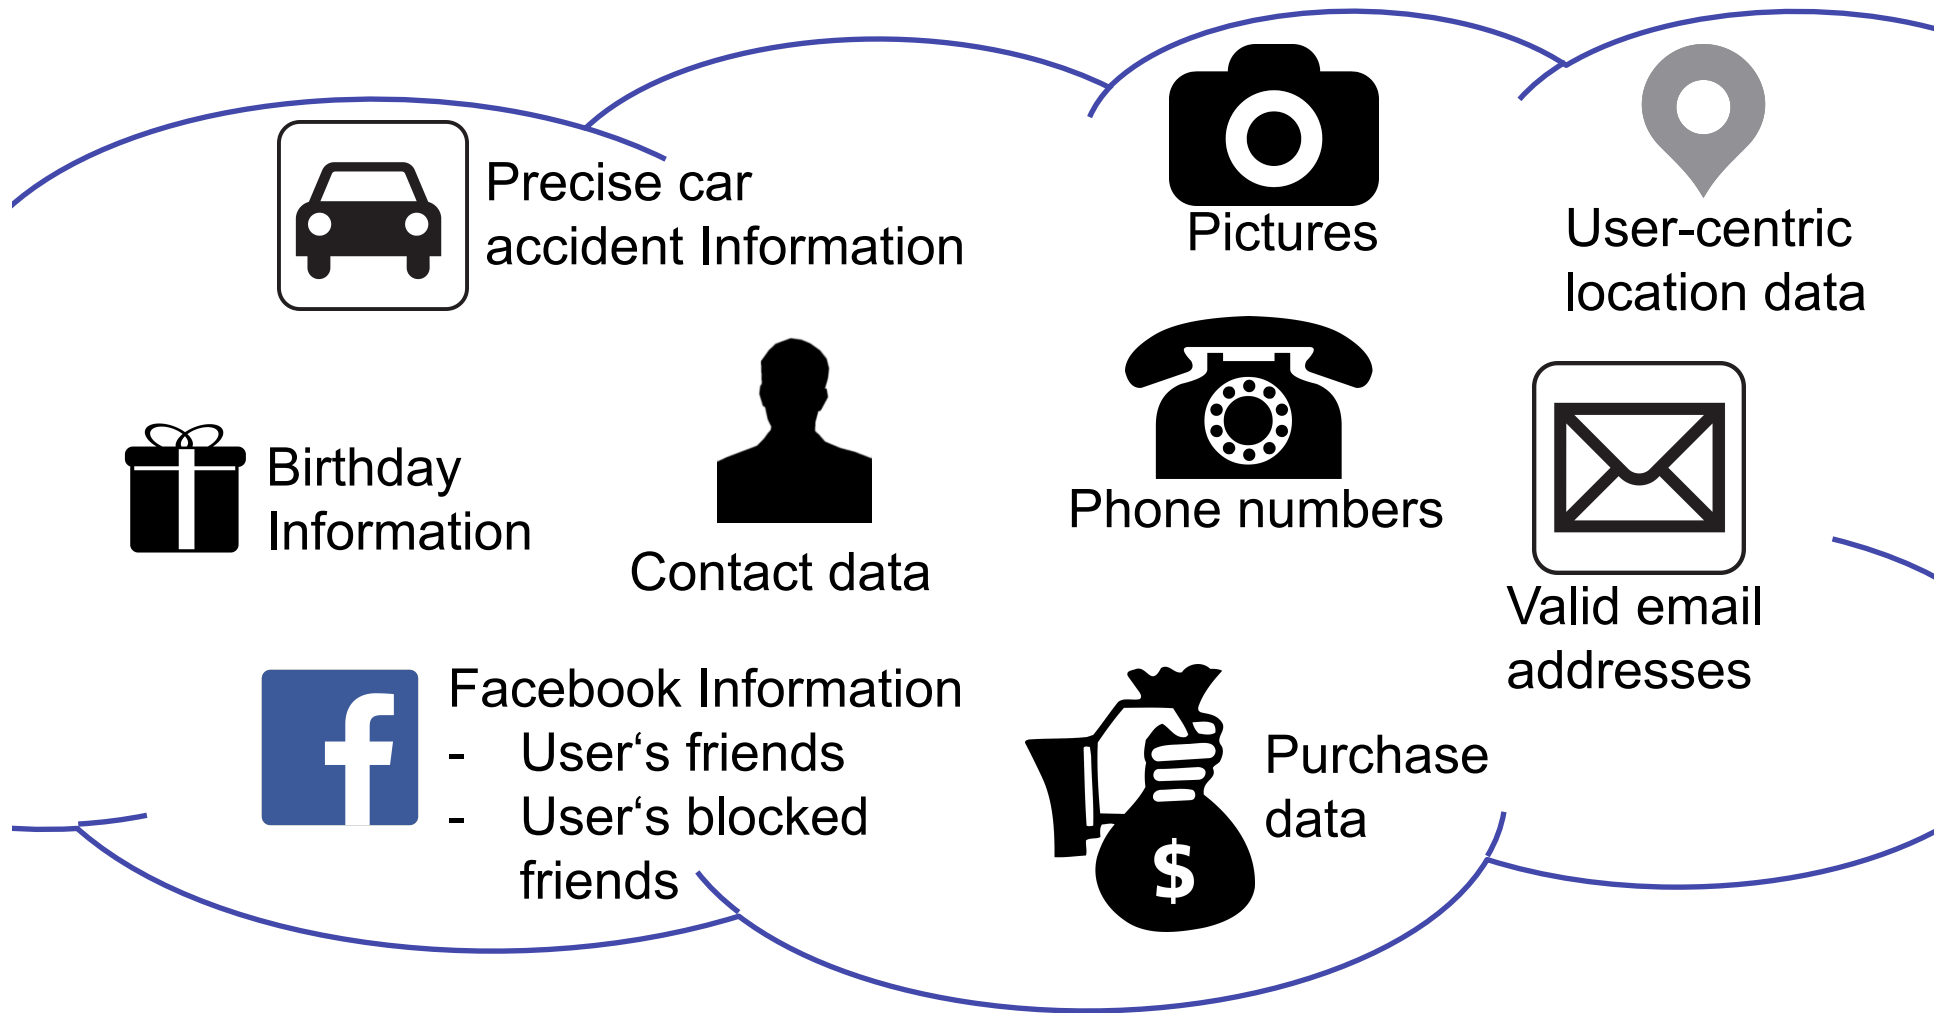 Precise car
accident Information
Pictures
User-centric
location data
Birthday
Information
Contact data
Phone numbers
Valid email
addresses
f
Facebook Information
- User‘s friends
- User‘s blocked
friends
$
Purchase
data